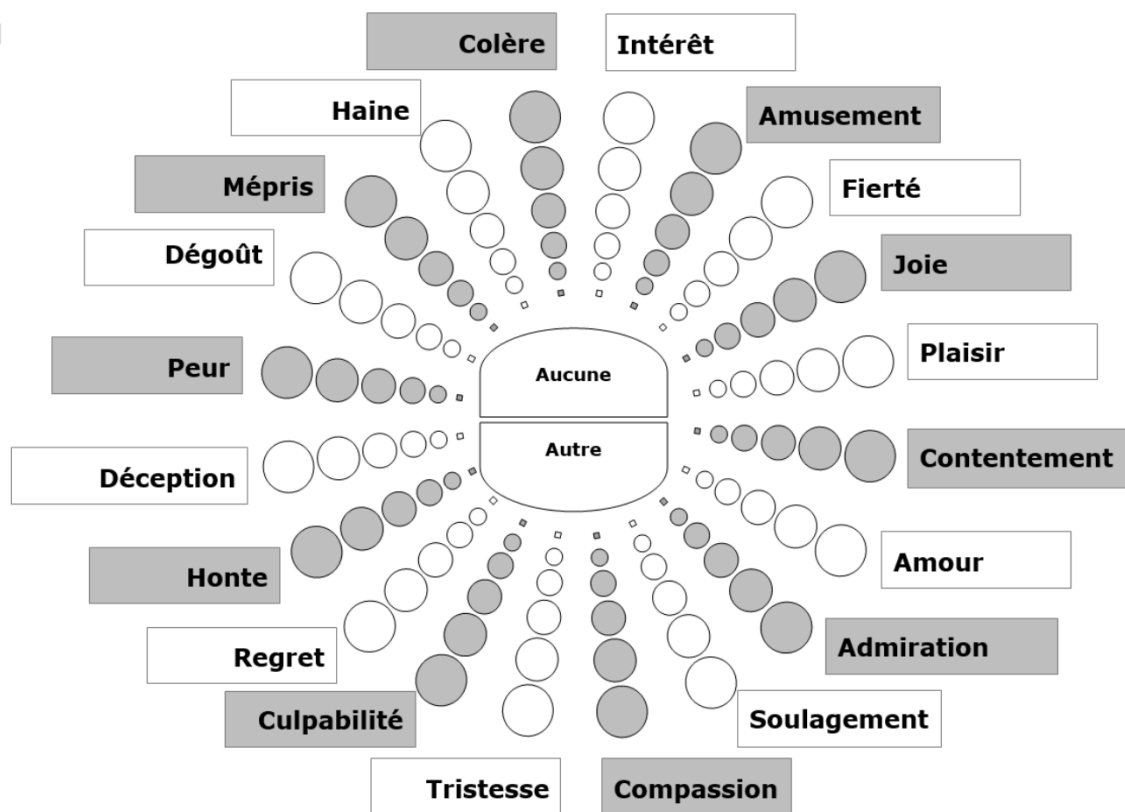 Colère
Intérêt
Haine
Amusement
Mépris
Fierté
Dégoût
Joie
Peur
Plaisir
Aucune
Autre
Déception
Contentement
Honte
Amour
Regret
Admiration
Culpabilité
Soulagement
Tristesse
Compassion